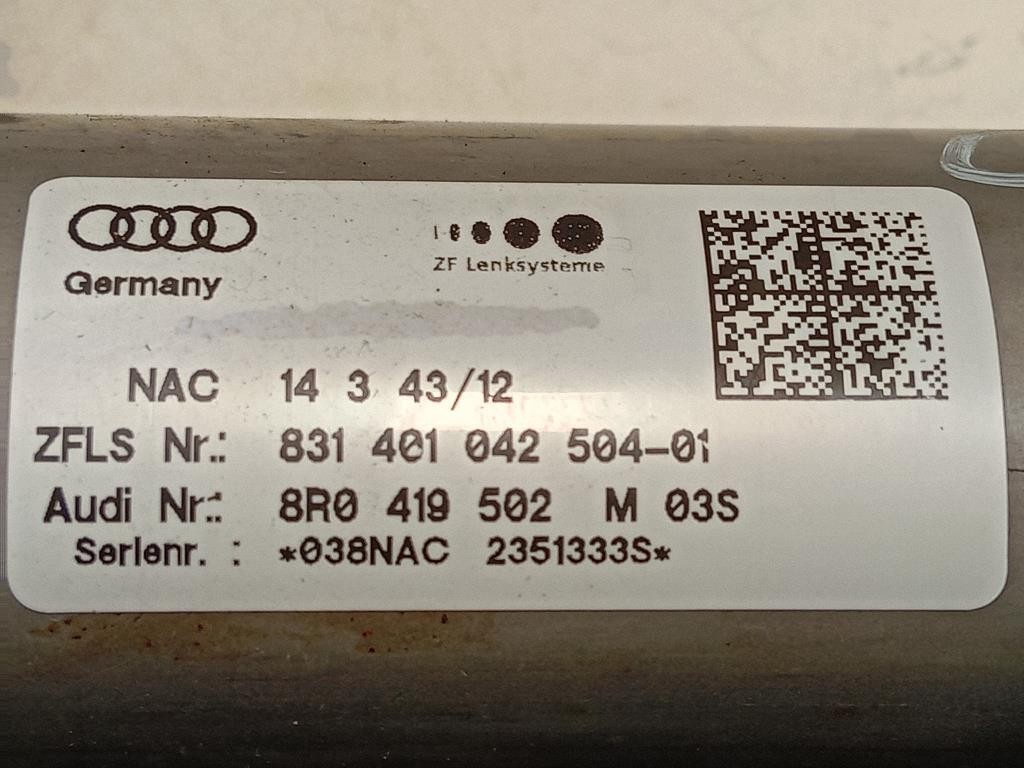 Germany
ZF Lenksysteme
NAC 14 3 43/12
ZFLS Nr.: 831 401 042 504-01
Audi Nr.: 8R0 419 502 M 03S
Serienr. : *038NAC 2351333S*